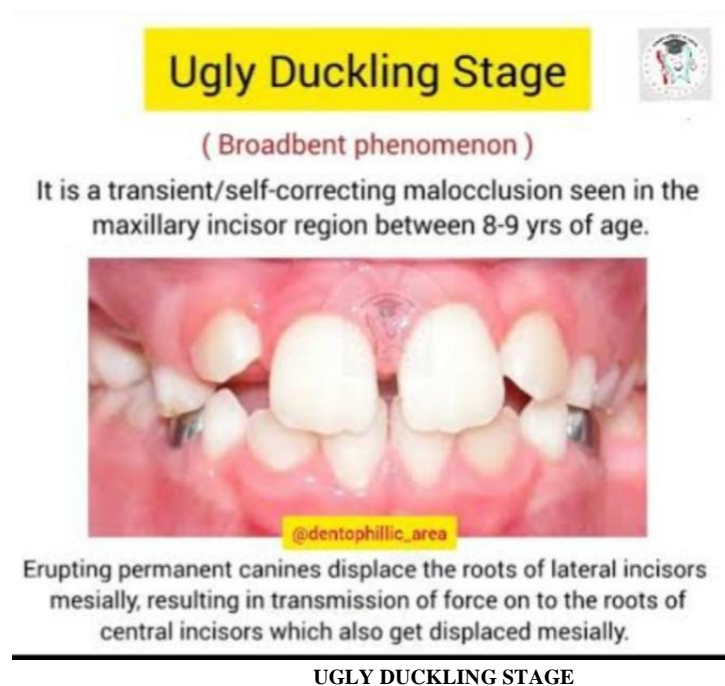 Ugly Duckling Stage
( Broadbent phenomenon )
It is a transient/self-correcting malocclusion seen in the
maxillary incisor region between 8-9 yrs of age.
@dentophillic_area
Erupting permanent canines displace the roots of lateral incisors
mesially, resulting in transmission of force on to the roots of
central incisors which also get displaced mesially.
UGLY DUCKLING STAGE